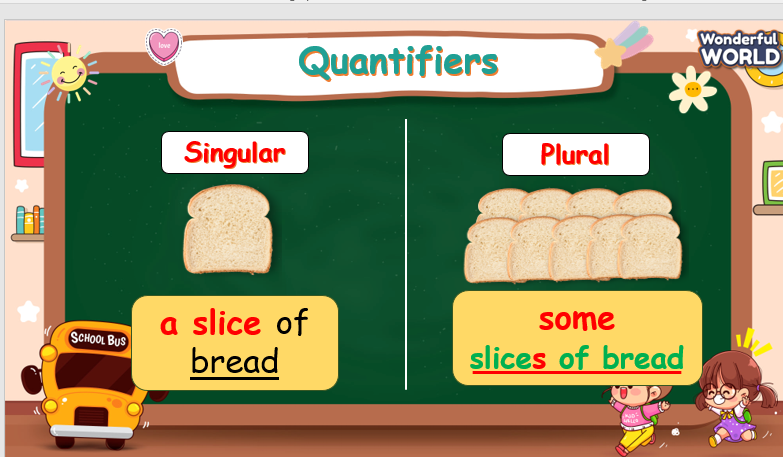 love
Quantifiers
Wonderful
WORLD
Singular
Plural
a slice of
bread
some
slices of bread
SCHOOL BUS